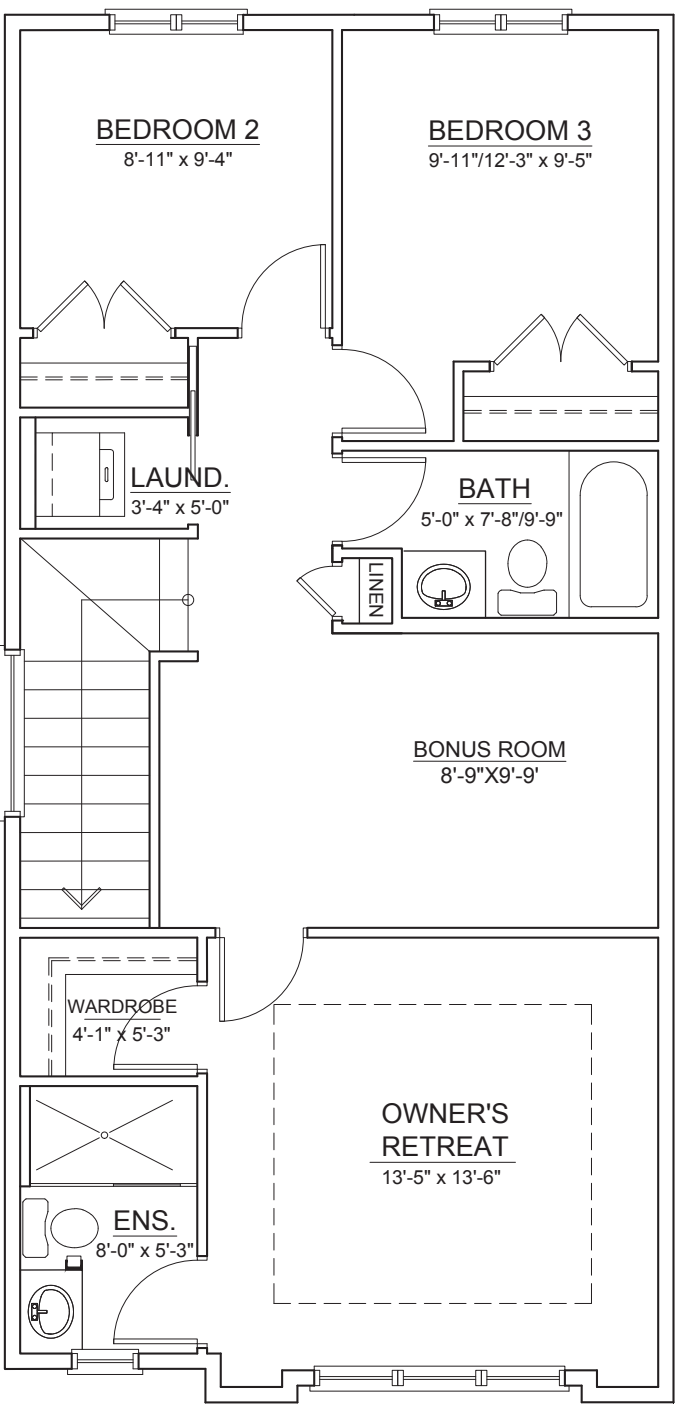 BEDROOM 2
8'-11" x 9'-4"
BEDROOM 3
9'-11"/12'-3" x 9'-5"
LAUND.
3'-4" x 5'-0"
BATH
5'-0" x 7'-8"/9'-9"
LINEN
BONUS ROOM
8'-9"X9'-9'
WARDROBE
4'-1" x 5'-3"
OWNER'S
RETREAT
13'-5" x 13'-6"
ENS.
8'-0" x 5'-3"